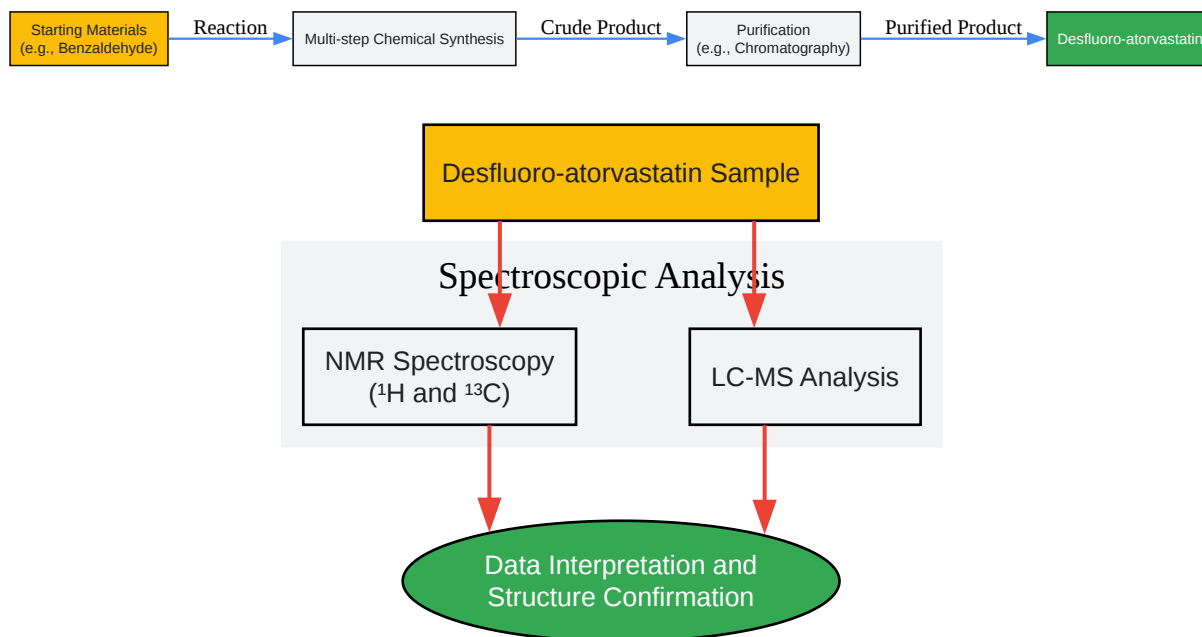 Starting Materials
(e.g., Benzaldehyde)
Reaction
Multi-step Chemical Synthesis
Crude Product
Purification
(e.g., Chromatography)
Purified Product
Desfluoro-atorvastatin
Desfluoro-atorvastatin Sample
Spectroscopic Analysis
NMR Spectroscopy
(¹H and ¹³C)
LC-MS Analysis
Data Interpretation and
Structure Confirmation